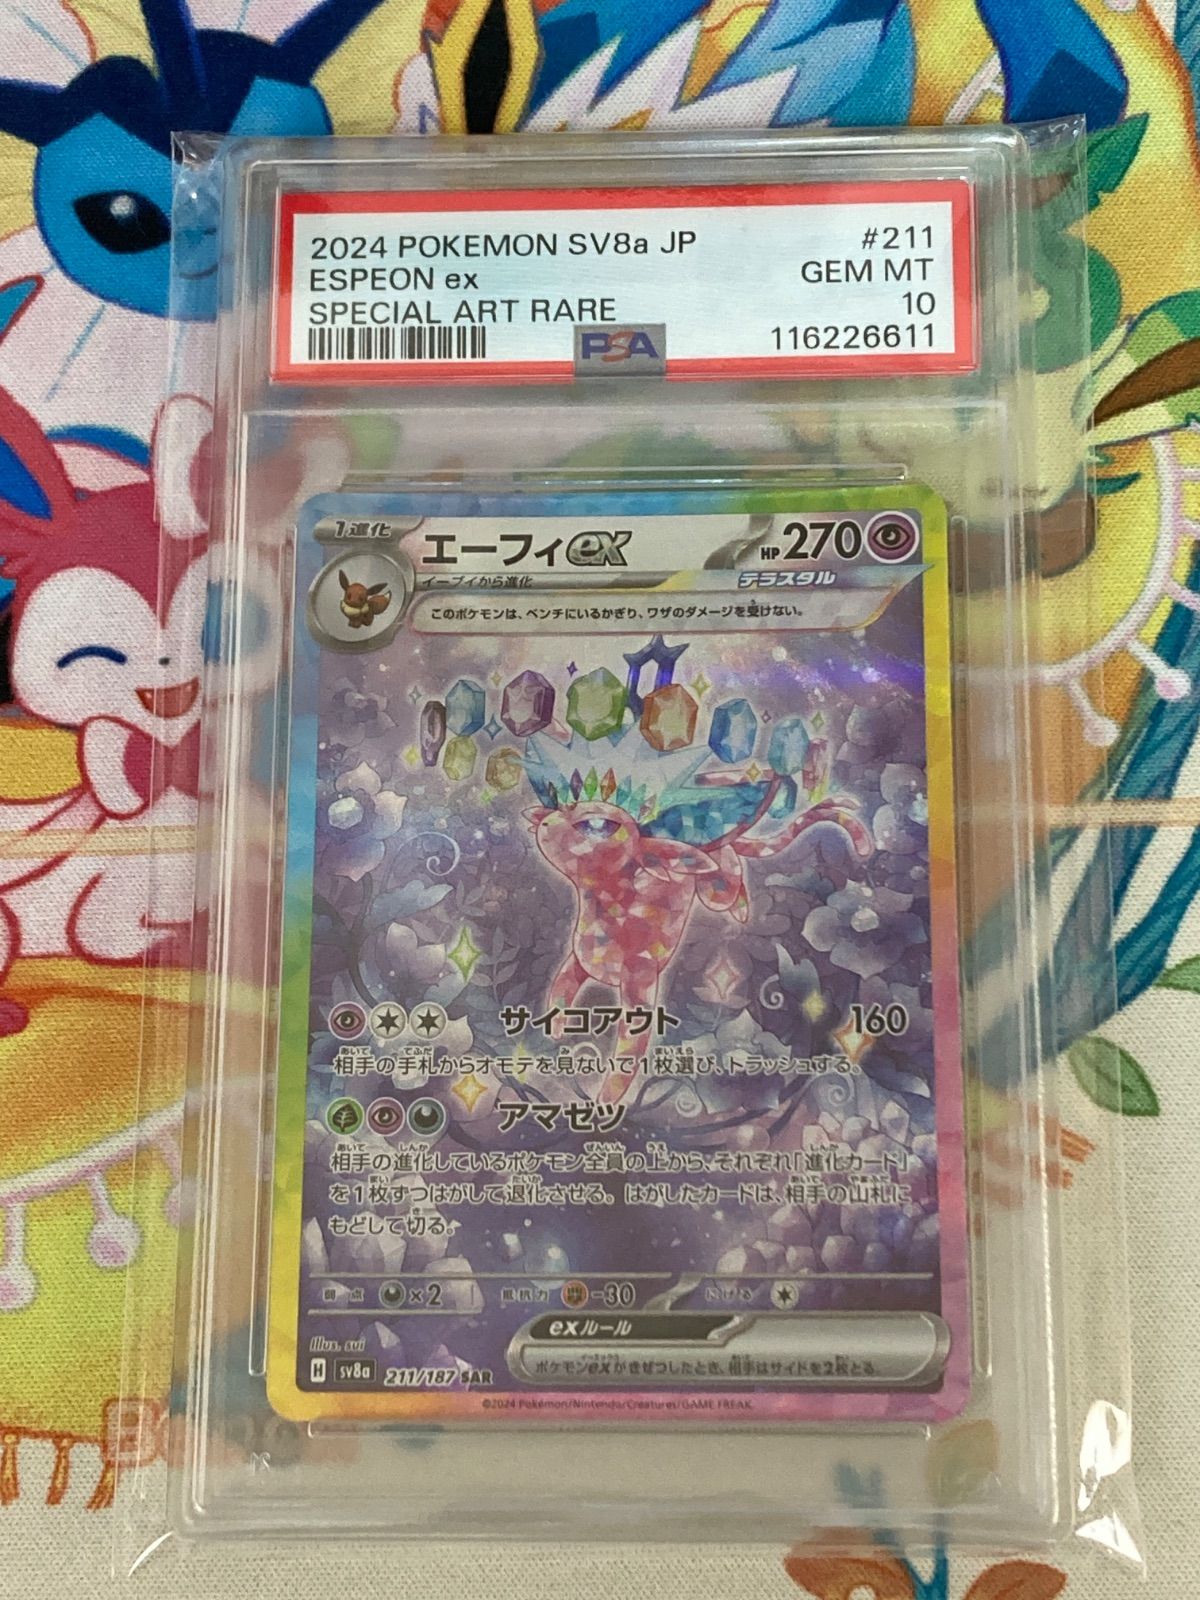 2024 POKEMON SV8a JP #211
ESPEON ex GEM MT
SPECIAL ART RARE 10
PSA 116226611
1進化 エーフィex HP270
イーブイから進化 テラスタル
このポケモンは、ベンチにいるかぎり、ワザのダメージを受けない。
サイコアウト 160
相手の手札からオモテを見ないで1枚選び、トラッシュする。
アマゼツ
相手の進化しているポケモン全員の上から、それぞれ「進化カード」
を1枚ずつはがして退化させる。はがしたカードは、相手の山札に
もどして切る。
弱点 ×2 抵抗力 -30 にげる
exルール
ポケモンexがきぜつしたとき、相手はサイドを2枚とる。
Illus. sui
H sv8a 211/187 SAR
©2024 Pokémon/Nintendo/Creatures/GAME FREAK.